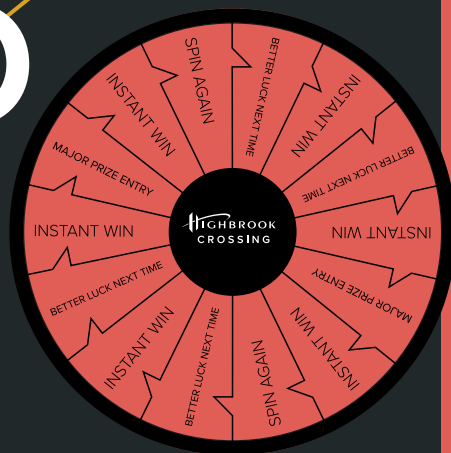 SPIN AGAIN
BETTER LUCK NEXT TIME
INSTANT WIN
BETTER LUCK NEXT TIME
INSTANT WIN
MAJOR PRIZE ENTRY
INSTANT WIN
SPIN AGAIN
BETTER LUCK NEXT TIME
INSTANT WIN
BETTER LUCK NEXT TIME
INSTANT WIN
MAJOR PRIZE ENTRY
INSTANT WIN
HIGHBROOK
CROSSING